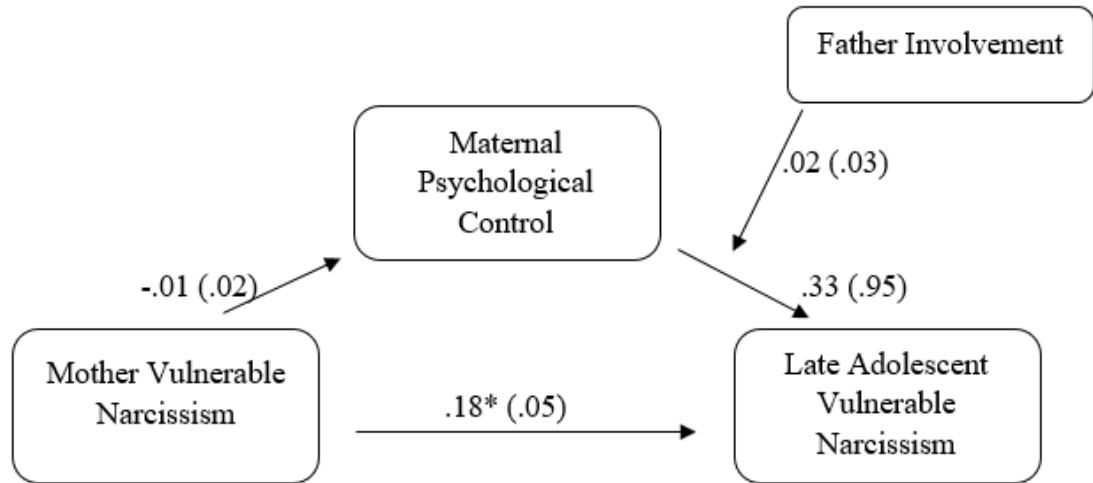 Father Involvement
Maternal
Psychological
Control
.02 (.03)
-.01 (.02)
.33 (.95)
Mother Vulnerable
Narcissism
.18* (.05)
Late Adolescent
Vulnerable
Narcissism